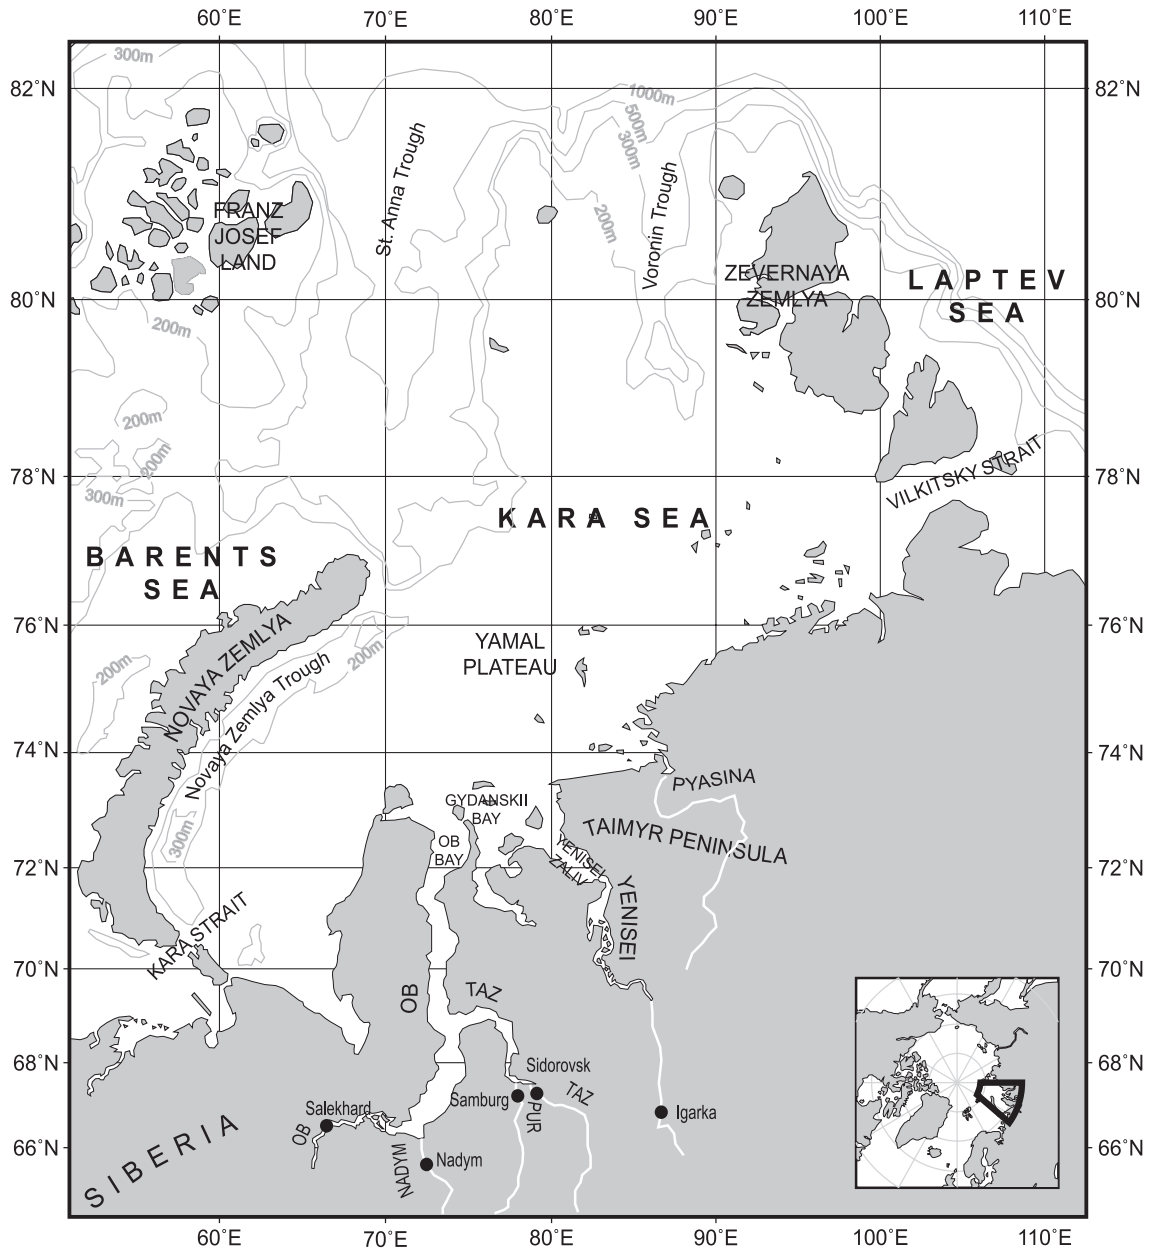 60°E 70°E 80°E 90°E 100°E 110°E
300m
82°N
82°N
1000m
500m
300m
St. Anna Trough
Voronin Trough
200m
FRANZ
JOSEF
LAND
ZEVERNAYA
ZEMLYA
LAPTEV
SEA
80°N
80°N
200m
200m
200m
78°N
78°N
VILKITSKY STRAIT
300m
KARA SEA
BARENTS
SEA
76°N
76°N
NOVAYA ZEMLYA
YAMAL
PLATEAU
200m
200m
Novaya Zemlya Trough
74°N
74°N
PYASINA
GYDANSKII
BAY
300m
OB
BAY
TAIMYR PENINSULA
YENISEI
ZALIV
72°N
72°N
YENISEI
KARA STRAIT
70°N
70°N
OB
TAZ
68°N
68°N
Sidorovsk
TAZ
Samburg
PUR
Salekhard
Igarka
OB
66°N
66°N
NADYM
Nadym
SIBERIA
60°E 70°E 80°E 90°E 100°E 110°E